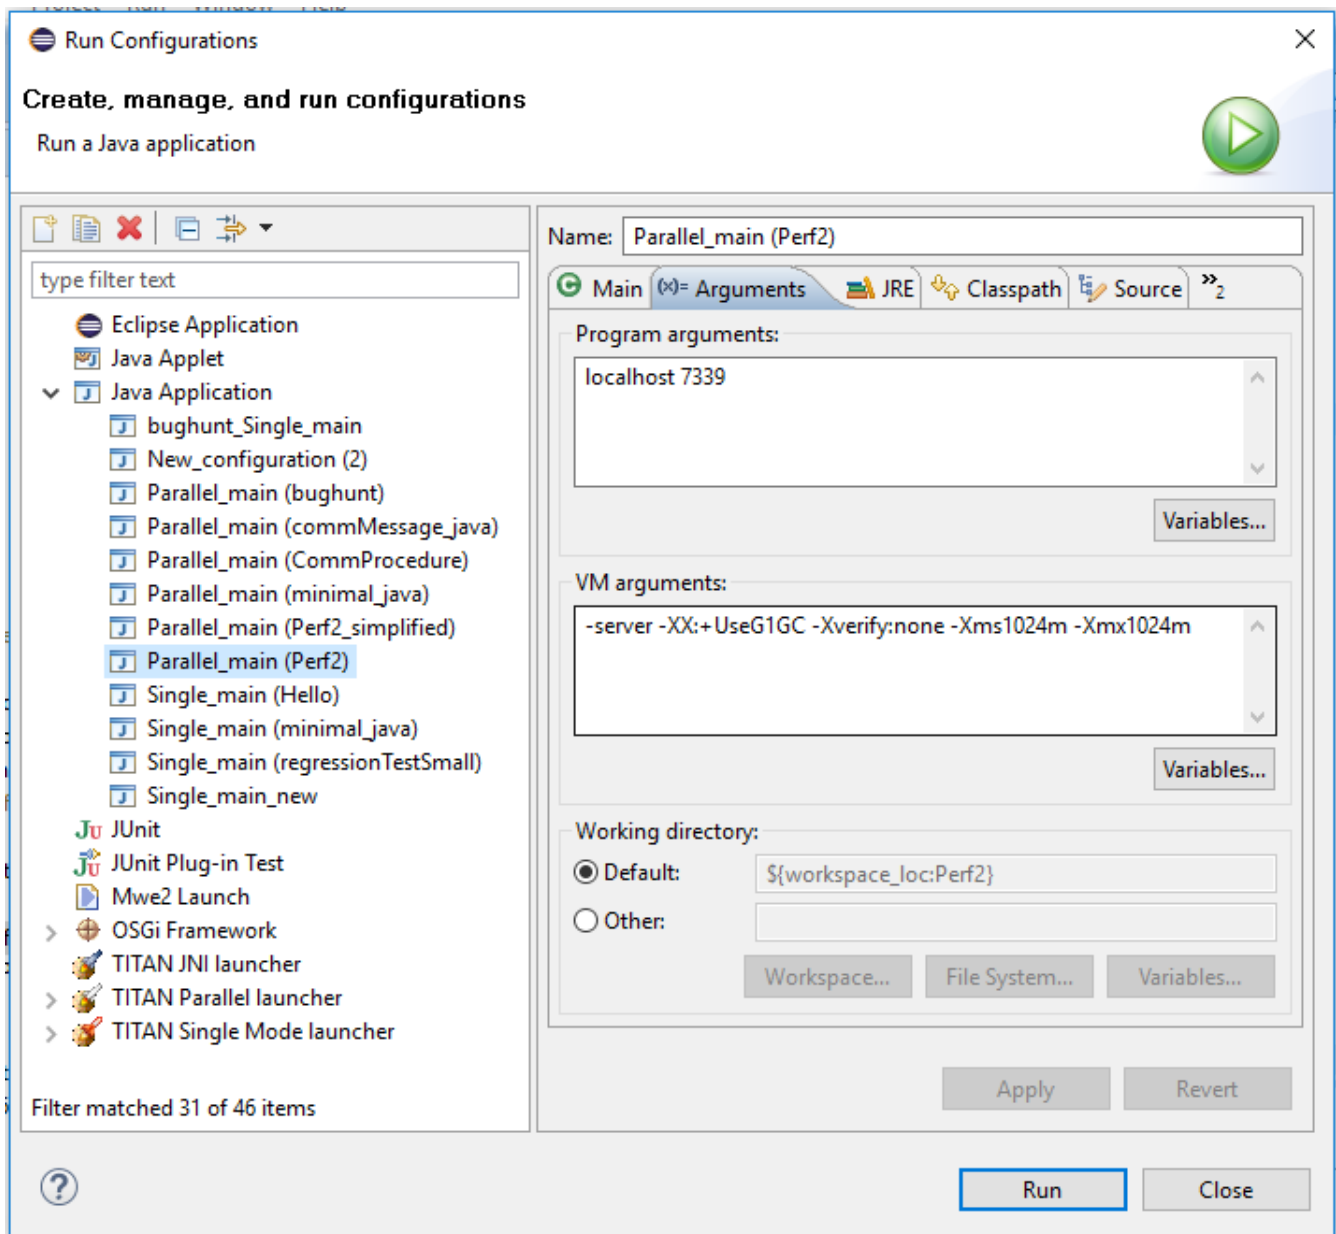 Project Run Window Help
Run Configurations
Create, manage, and run configurations
Run a Java application
type filter text
Eclipse Application
Java Applet
Java Application
bughunt_Single_main
New_configuration (2)
Parallel_main (bughunt)
Parallel_main (commMessage_java)
Parallel_main (CommProcedure)
Parallel_main (minimal_java)
Parallel_main (Perf2_simplified)
Parallel_main (Perf2)
Single_main (Hello)
Single_main (minimal_java)
Single_main (regressionTestSmall)
Single_main_new
JUnit
JUnit Plug-in Test
Mwe2 Launch
OSGi Framework
TITAN JNI launcher
TITAN Parallel launcher
TITAN Single Mode launcher
Filter matched 31 of 46 items
Name: Parallel_main (Perf2)
Main (x)= Arguments JRE Classpath Source »2
Program arguments:
localhost 7339
Variables...
VM arguments:
-server -XX:+UseG1GC -Xverify:none -Xms1024m -Xmx1024m
Variables...
Working directory:
Default: ${workspace_loc:Perf2}
Other:
Workspace... File System... Variables...
Apply Revert
Run Close